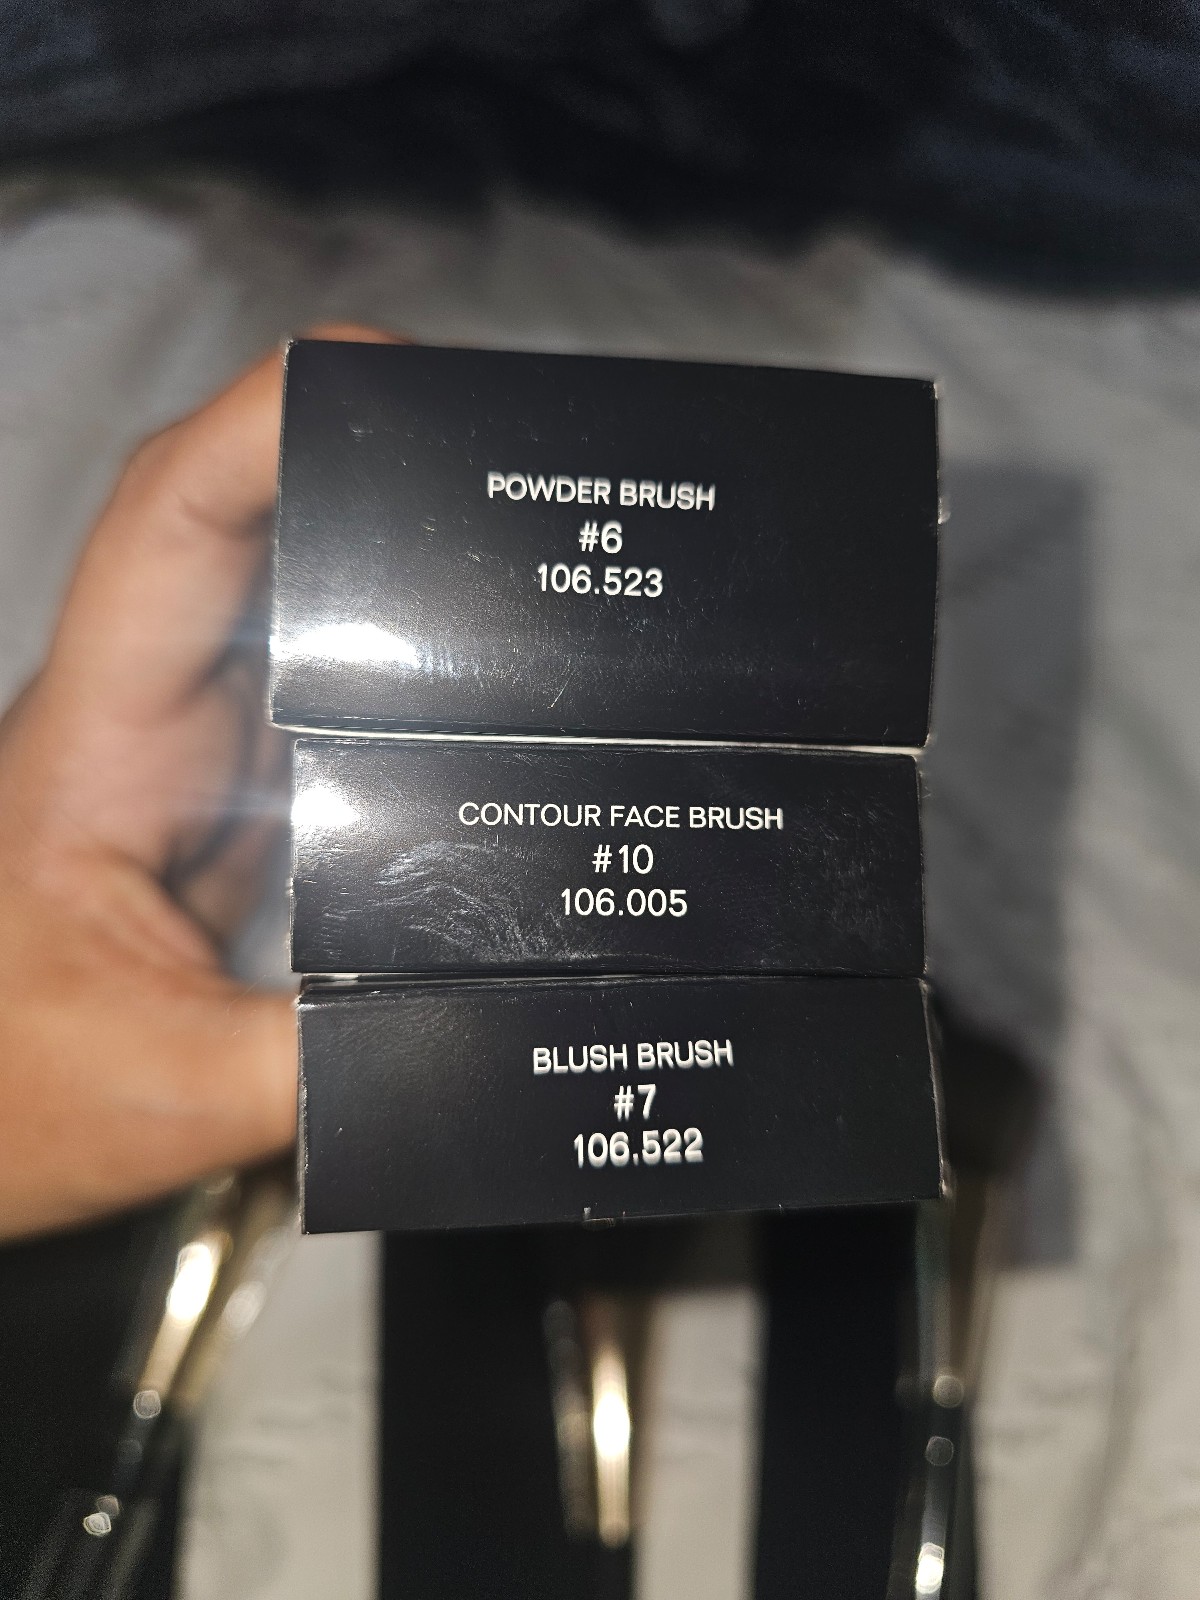 POWDER BRUSH
#6
106.523
CONTOUR FACE BRUSH
#10
106.005
BLUSH BRUSH
#7
106.522